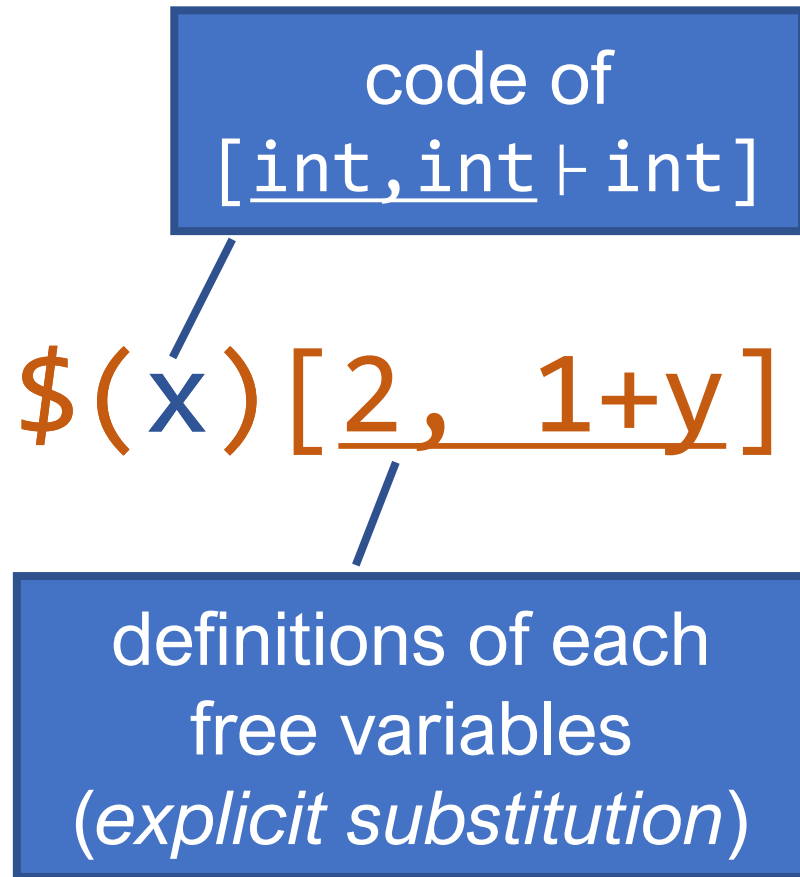 code of
[int,int⊢int]
$(x)[2, 1+y]
definitions of each
free variables
(explicit substitution)